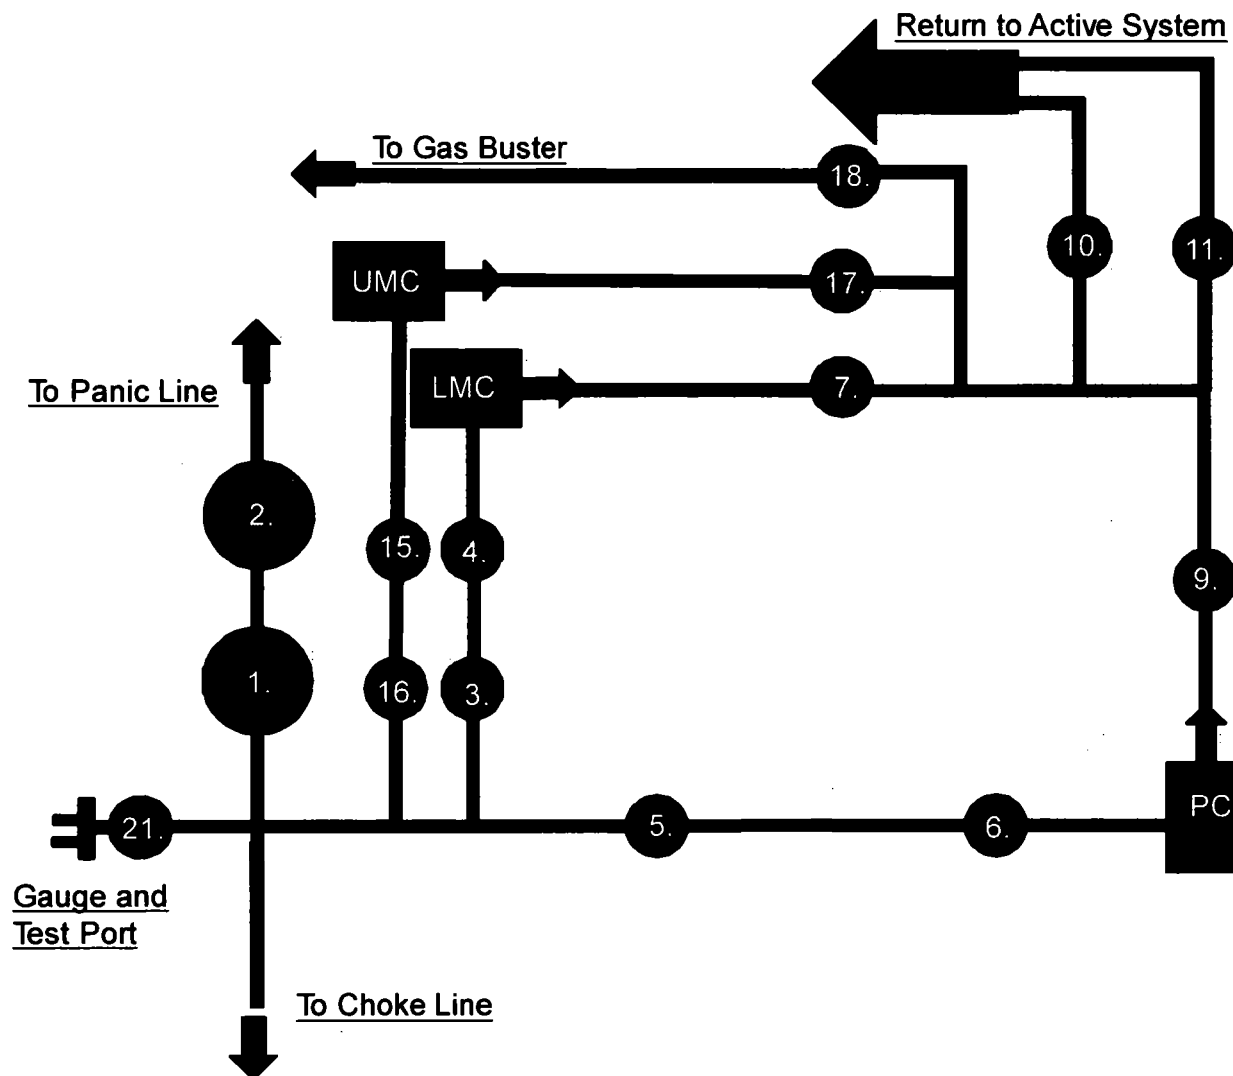 Return to Active System
To Gas Buster
18.
UMC
17.
10.
11.
To Panic Line
LMC
7.
2.
15.
4.
9.
1.
16.
3.
21.
5.
6.
PC
Gauge and
Test Port
To Choke Line